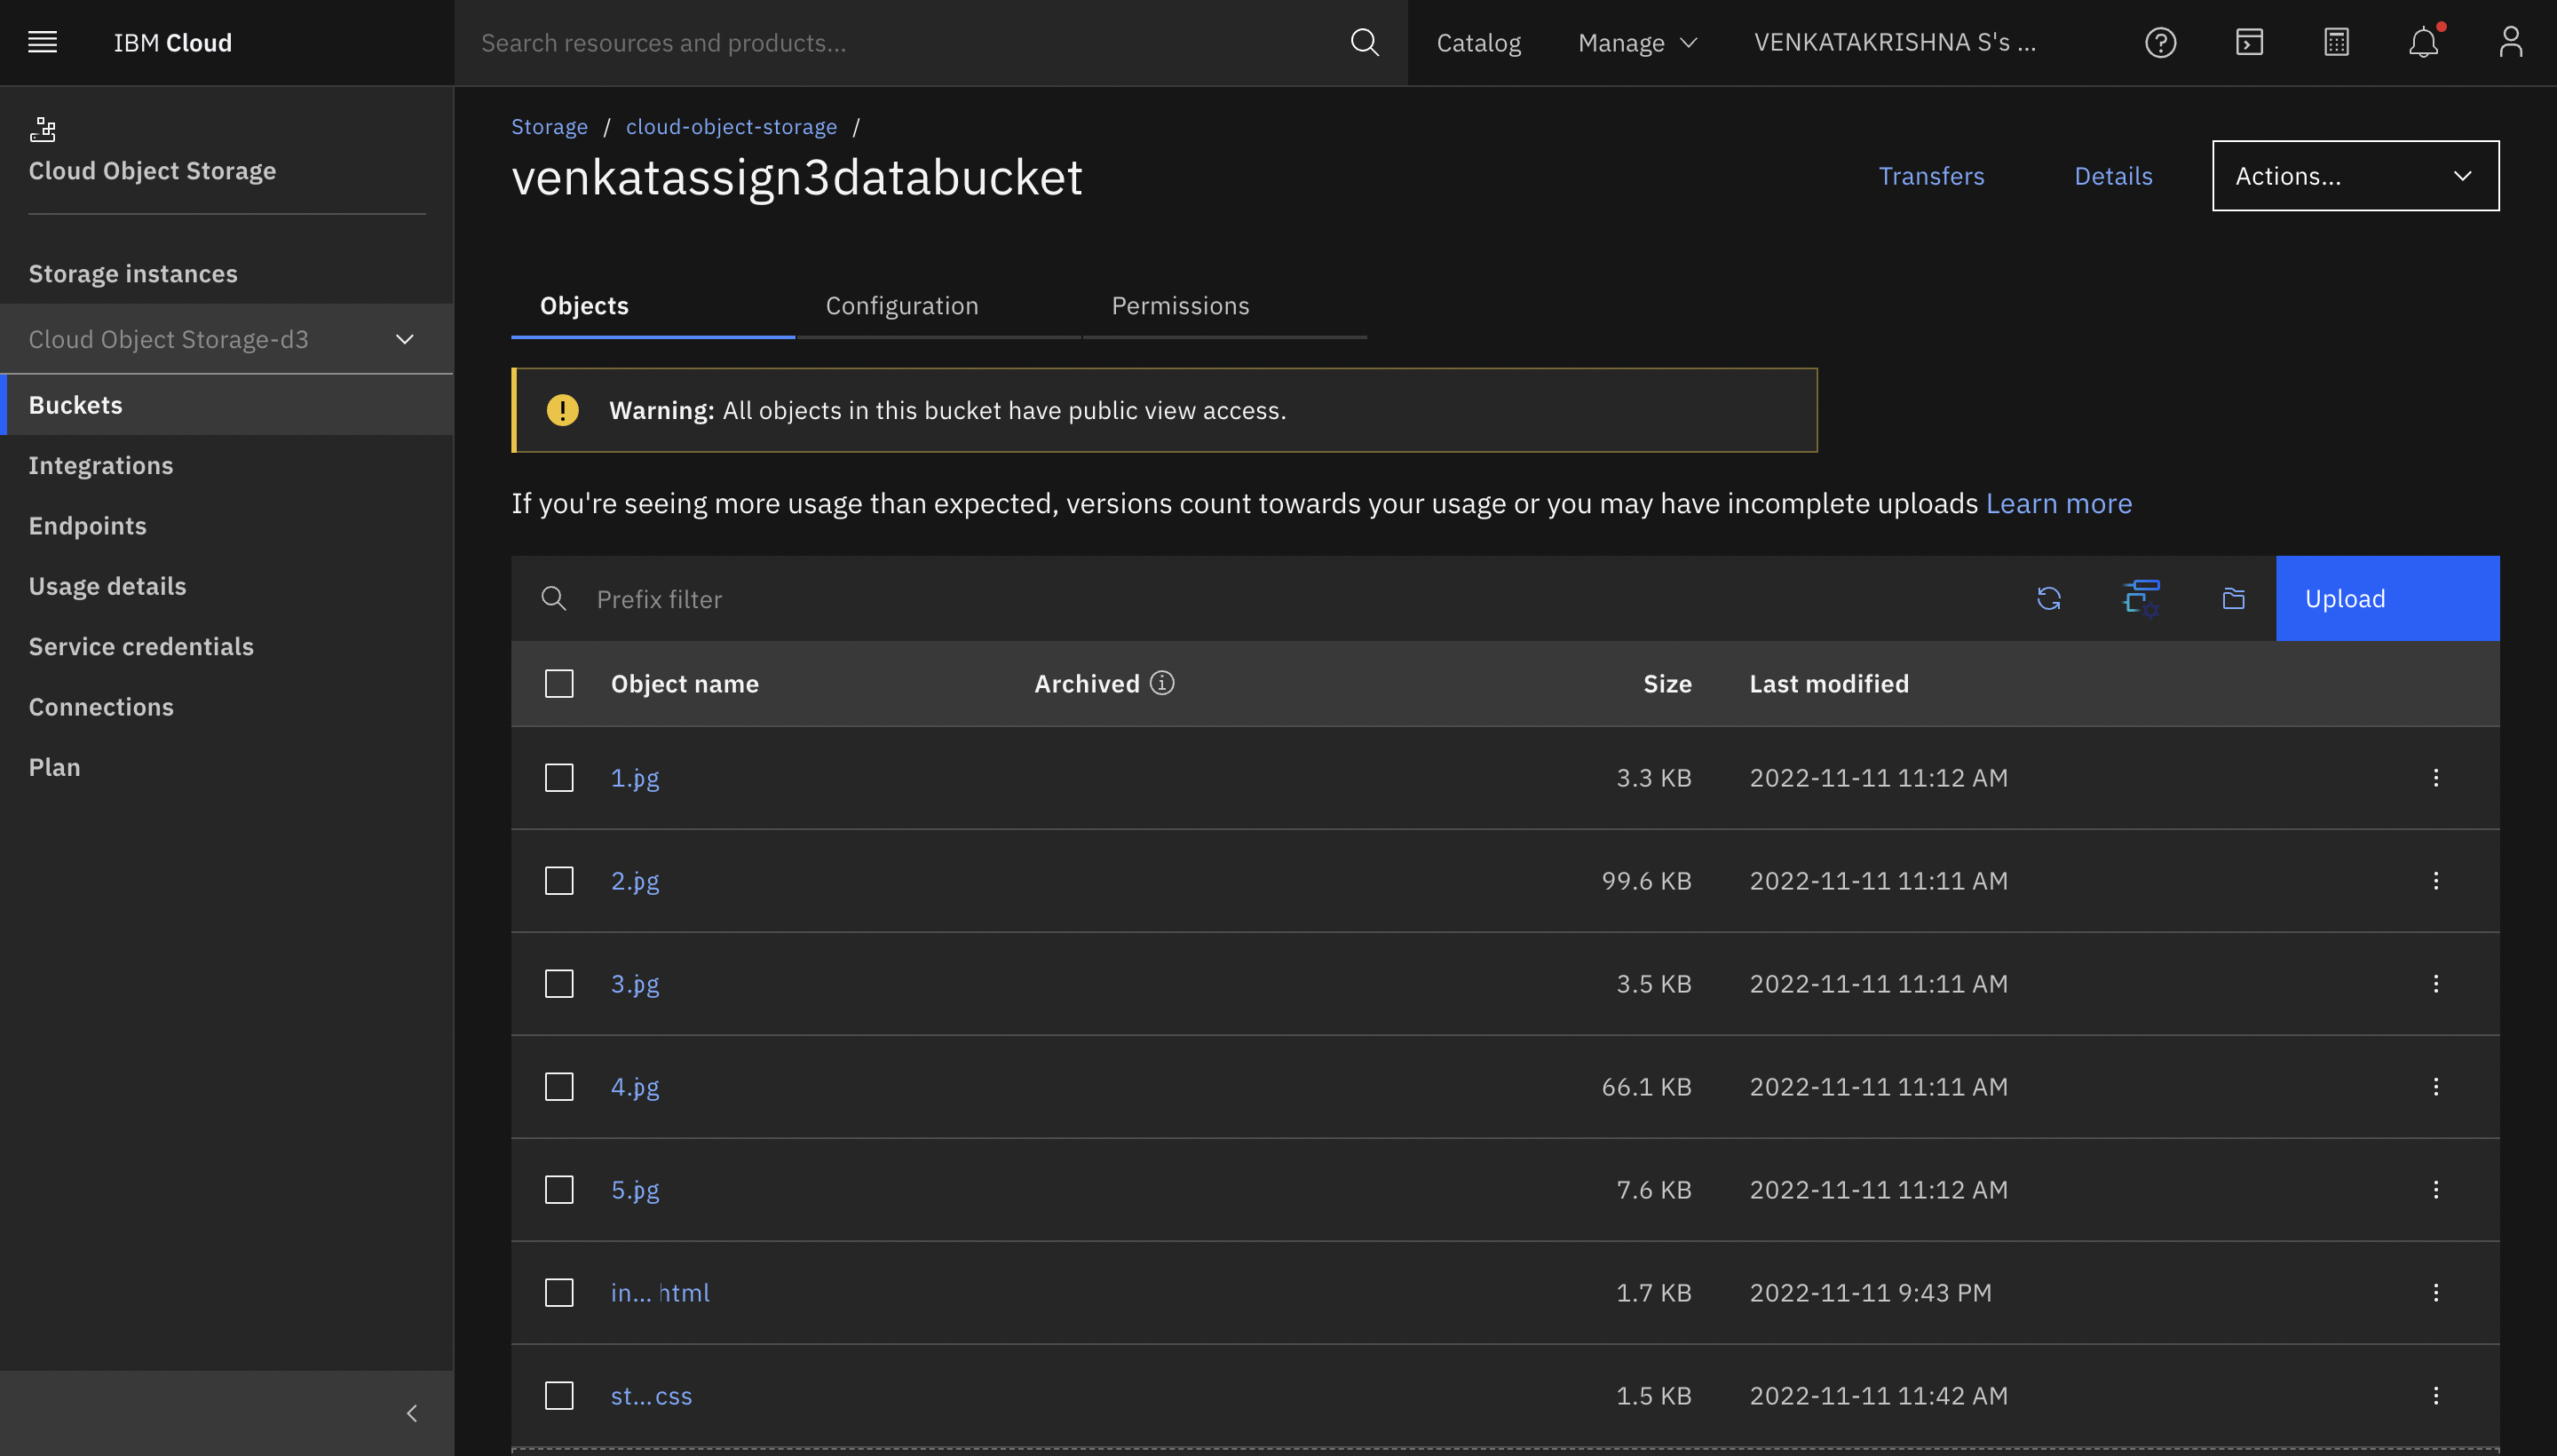 IBM Cloud
Search resources and products...
Catalog
Manage
VENKATAKRISHNA S's ...
Cloud Object Storage
Storage instances
Cloud Object Storage-d3
Buckets
Integrations
Endpoints
Usage details
Service credentials
Connections
Plan
Storage / cloud-object-storage /
venkatassign3databucket
Transfers
Details
Actions...
Objects
Configuration
Permissions
Warning: All objects in this bucket have public view access.
If you're seeing more usage than expected, versions count towards your usage or you may have incomplete uploads Learn more
Prefix filter
Upload
Object name Archived Size Last modified
1.jpg 3.3 KB 2022-11-11 11:12 AM
2.jpg 99.6 KB 2022-11-11 11:11 AM
3.jpg 3.5 KB 2022-11-11 11:11 AM
4.jpg 66.1 KB 2022-11-11 11:11 AM
5.jpg 7.6 KB 2022-11-11 11:12 AM
in... html 1.7 KB 2022-11-11 9:43 PM
st...css 1.5 KB 2022-11-11 11:42 AM